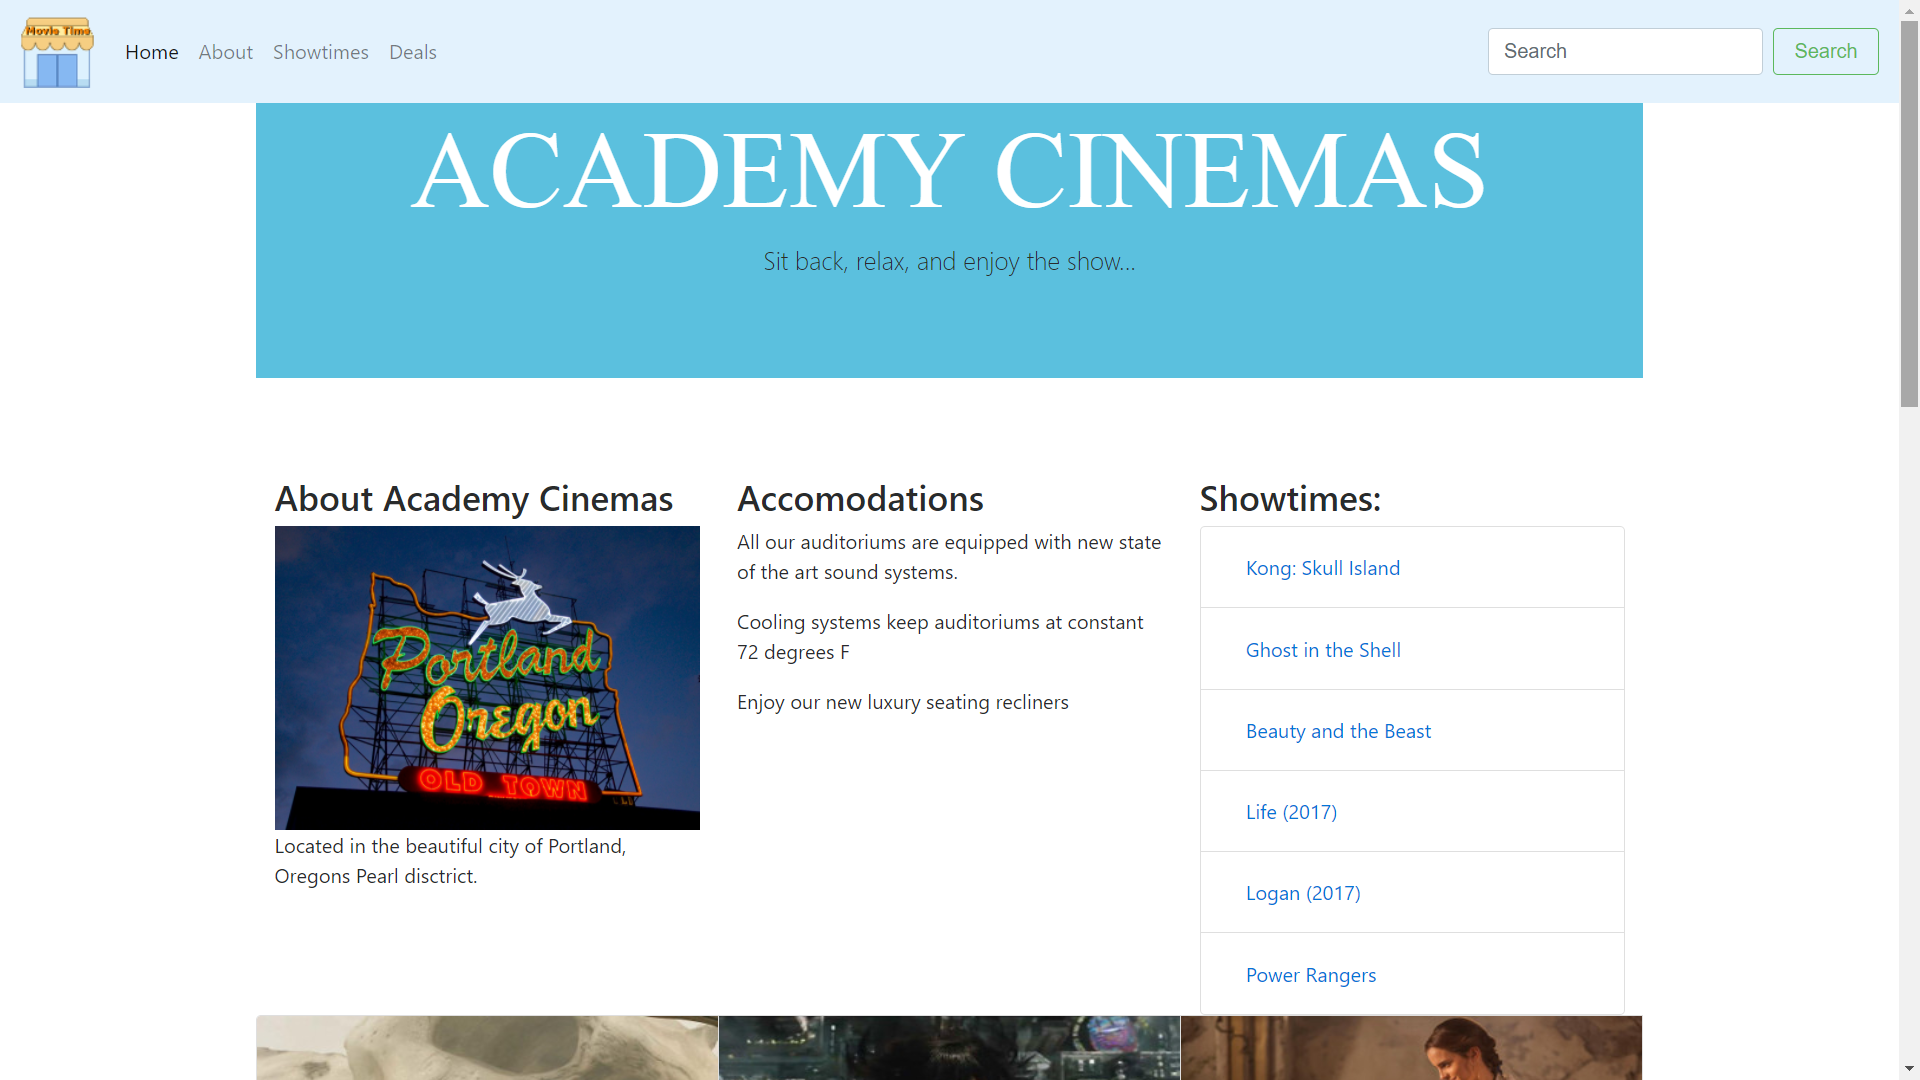 Movie Time
Home About Showtimes Deals
Search
Search
ACADEMY CINEMAS
Sit back, relax, and enjoy the show...
About Academy Cinemas
Portland
Oregon
OLD TOWN
Located in the beautiful city of Portland,
Oregons Pearl disctrict.
Accomodations
All our auditoriums are equipped with new state
of the art sound systems.
Cooling systems keep auditoriums at constant
72 degrees F
Enjoy our new luxury seating recliners
Showtimes:
Kong: Skull Island
Ghost in the Shell
Beauty and the Beast
Life (2017)
Logan (2017)
Power Rangers